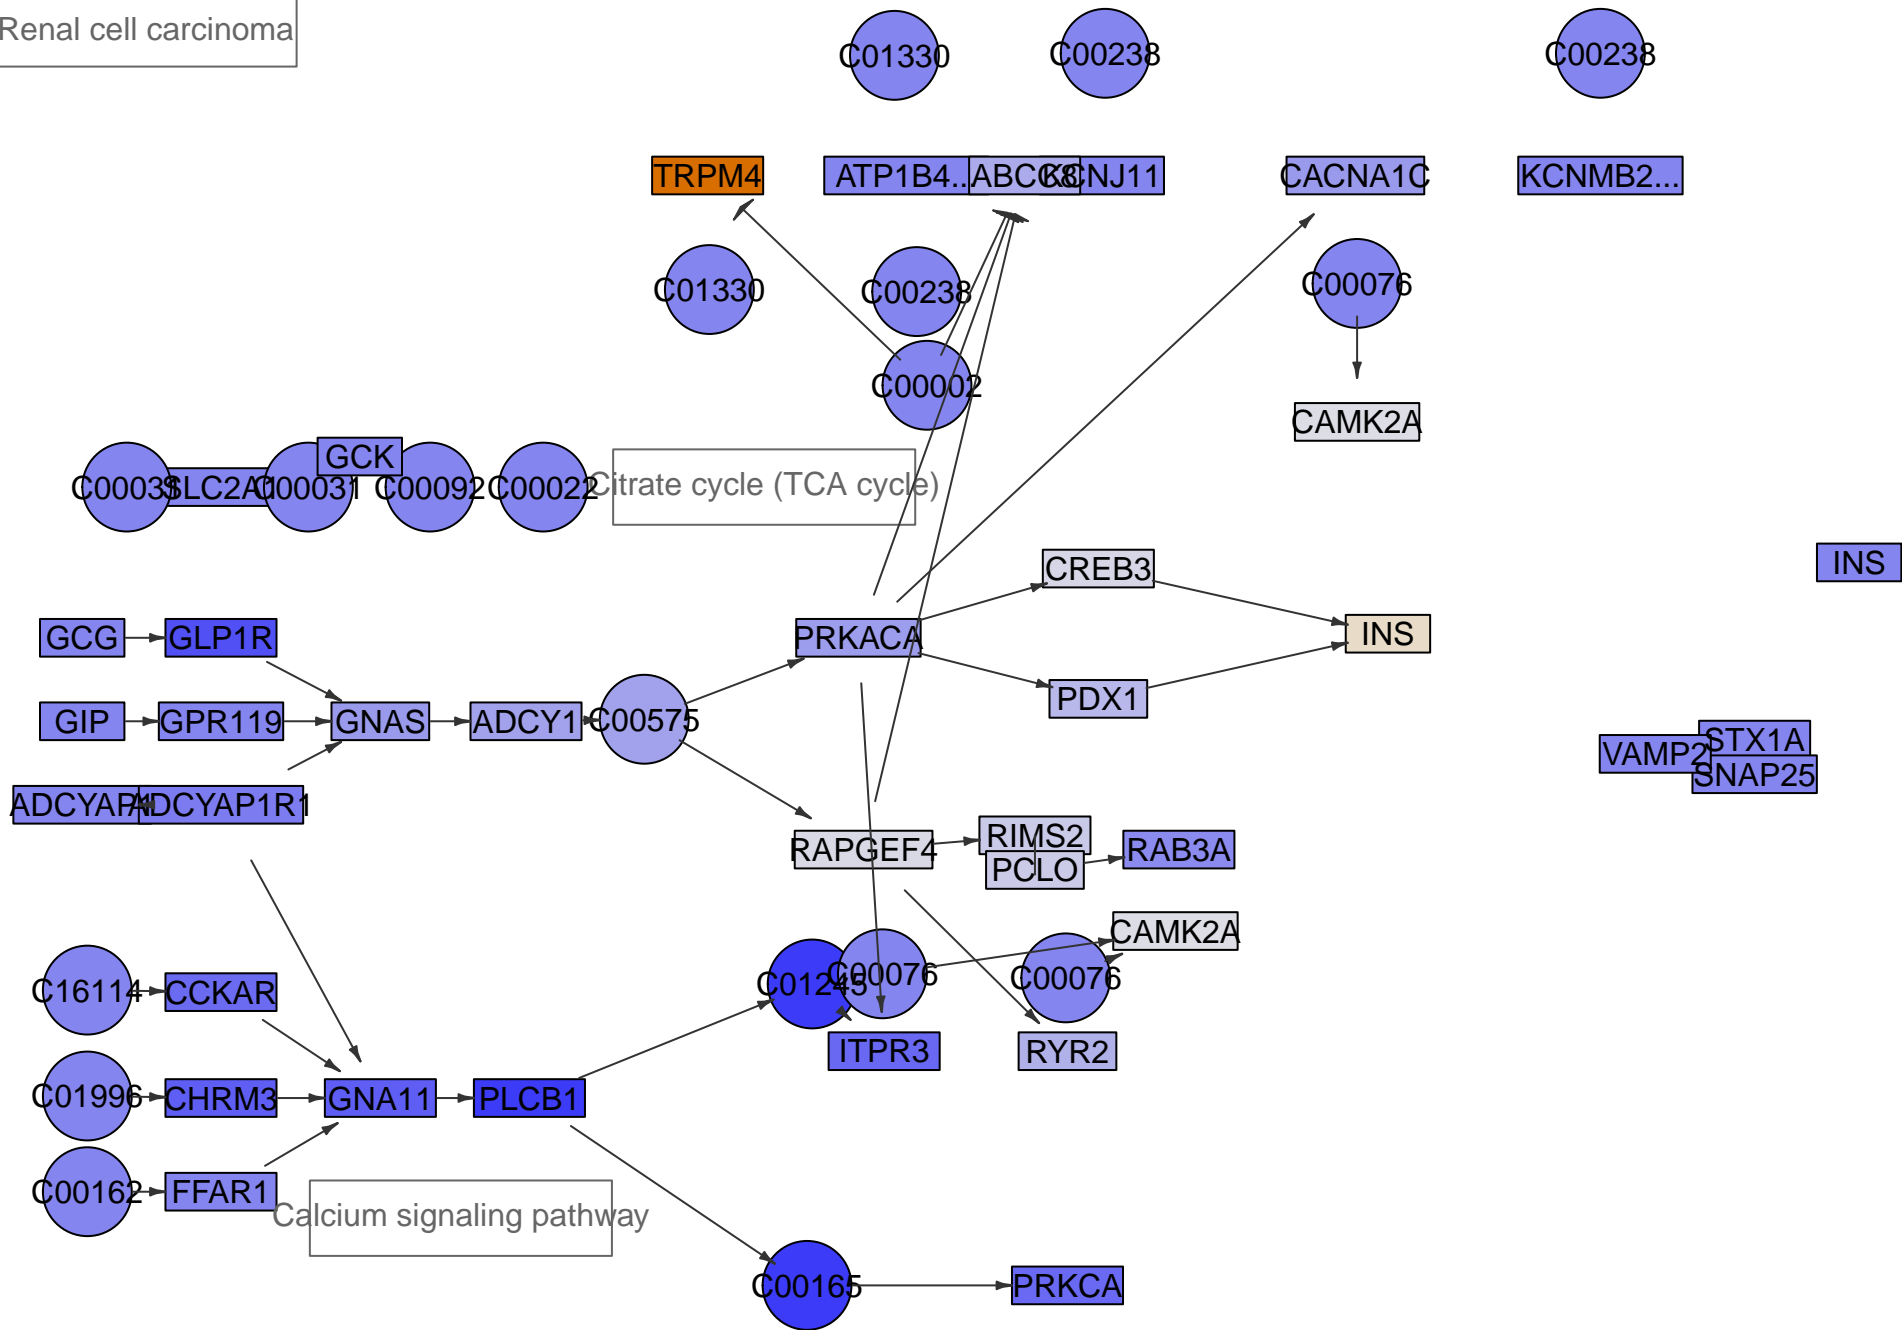 Renal cell carcinoma
C01330
C00238
C00238
TRPM4
ATP1B4...
ABCC8
KCNJ11
CACNA1C
KCNMB2...
C01330
C00238
C00076
C00002
CAMK2A
GCK
C00031
SLC2A1
C00031
C00092
C00022
Citrate cycle (TCA cycle)
CREB3
INS
GCG
GLP1R
PRKACA
INS
PDX1
GIP
GPR119
GNAS
ADCY1
C00575
STX1A
VAMP2
SNAP25
ADCYAP1
ADCYAP1R1
RAPGEF4
RIMS2
PCLO
RAB3A
CAMK2A
C16114
CCKAR
C01245
C00076
C00076
ITPR3
RYR2
C01996
CHRM3
GNA11
PLCB1
C00162
FFAR1
Calcium signaling pathway
C00165
PRKCA